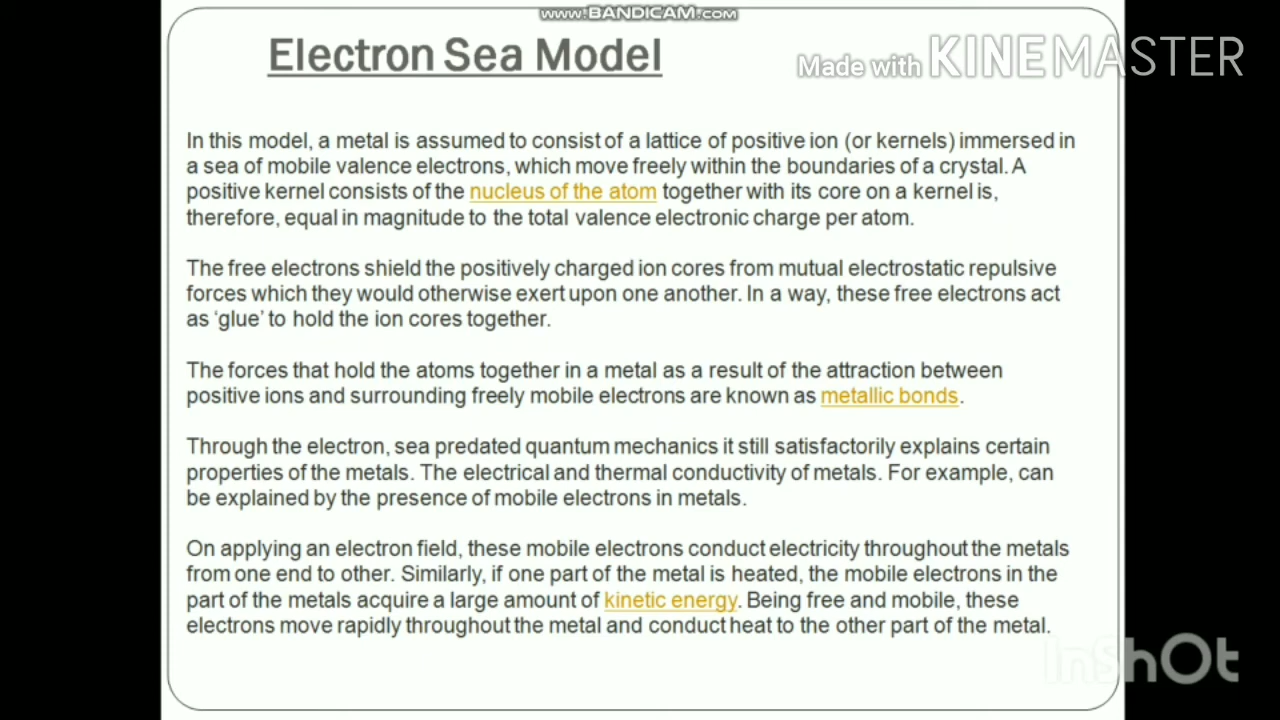 www.BANDICAM.com
Electron Sea Model
Made with KINEMASTER
In this model, a metal is assumed to consist of a lattice of positive ion (or kernels) immersed in
a sea of mobile valence electrons, which move freely within the boundaries of a crystal. A
positive kernel consists of the nucleus of the atom together with its core on a kernel is,
therefore, equal in magnitude to the total valence electronic charge per atom.
The free electrons shield the positively charged ion cores from mutual electrostatic repulsive
forces which they would otherwise exert upon one another. In a way, these free electrons act
as ‘glue’ to hold the ion cores together.
The forces that hold the atoms together in a metal as a result of the attraction between
positive ions and surrounding freely mobile electrons are known as metallic bonds.
Through the electron, sea predated quantum mechanics it still satisfactorily explains certain
properties of the metals. The electrical and thermal conductivity of metals. For example, can
be explained by the presence of mobile electrons in metals.
On applying an electron field, these mobile electrons conduct electricity throughout the metals
from one end to other. Similarly, if one part of the metal is heated, the mobile electrons in the
part of the metals acquire a large amount of kinetic energy. Being free and mobile, these
electrons move rapidly throughout the metal and conduct heat to the other part of the metal.
InShOt